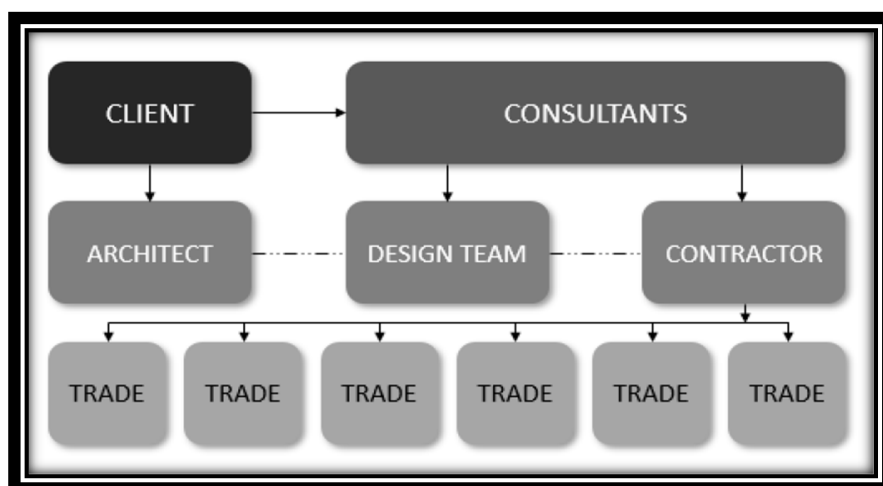 CLIENT
CONSULTANTS
ARCHITECT
DESIGN TEAM
CONTRACTOR
TRADE
TRADE
TRADE
TRADE
TRADE
TRADE